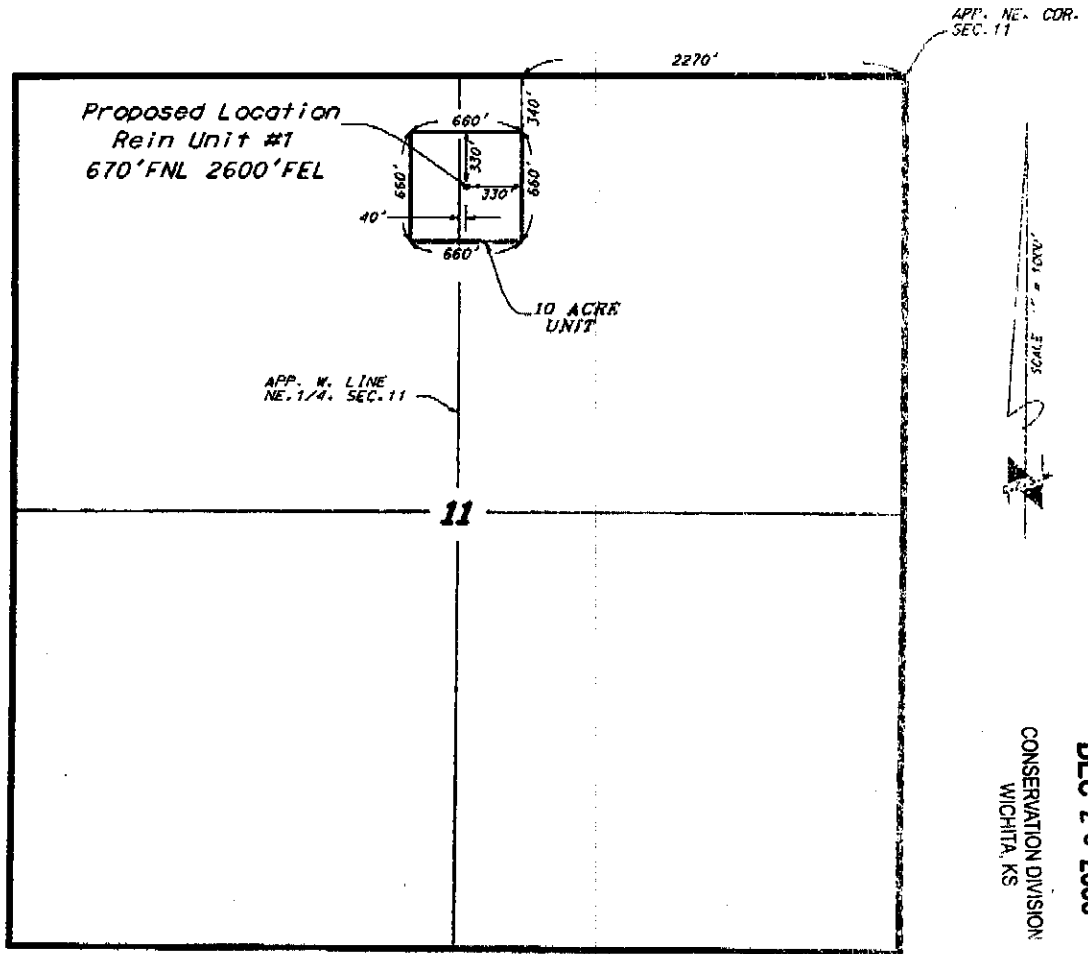 APP. NE. COR.
SEC. 11
2270'
Proposed Location
Rein Unit #1
670'FNL 2600'FEL
660'
340'
330'
660'
330'
660'
40'
660'
10 ACRE
UNIT
APP. W. LINE
NE.1/4. SEC.11
11
SCALE
CONSERVATION DIVISION
WICHITA, KS